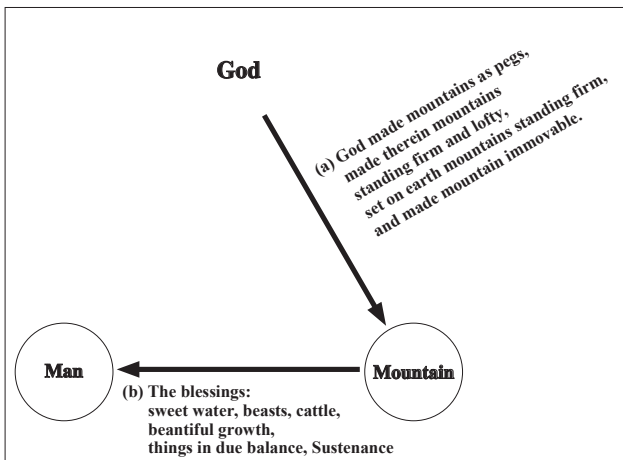 God
(a) God made mountains as pegs,
made therein mountains
standing firm and lofty,
set on earth mountains standing firm,
and made mountain immovable.
Man
Mountain
(b) The blessings:
sweet water, beasts, cattle,
beantiful growth,
things in due balance, Sustenance